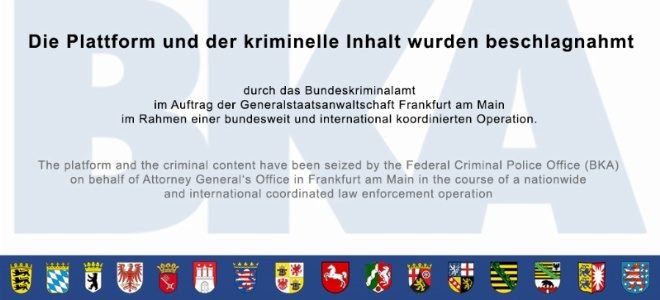 Die Plattform und der kriminelle Inhalt wurden beschlagnahmt
durch das Bundeskriminalamt
im Auftrag der Generalstaatsanwaltschaft Frankfurt am Main
im Rahmen einer bundesweit und international koordinierten Operation.
The platform and the criminal content have been seized by the Federal Criminal Police Office (BKA)
on behalf of Attorney General's Office in Frankfurt am Main in the course of a nationwide
and international coordinated law enforcement operation
BKA